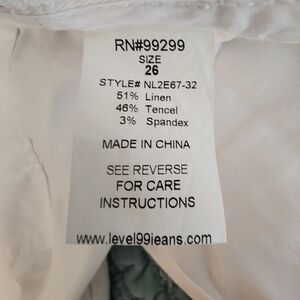 RN#99299
SIZE
26
STYLE# NL2E67-32
51% Linen
46% Tencel
3% Spandex
MADE IN CHINA
SEE REVERSE
FOR CARE
INSTRUCTIONS
www.level99jeans.com